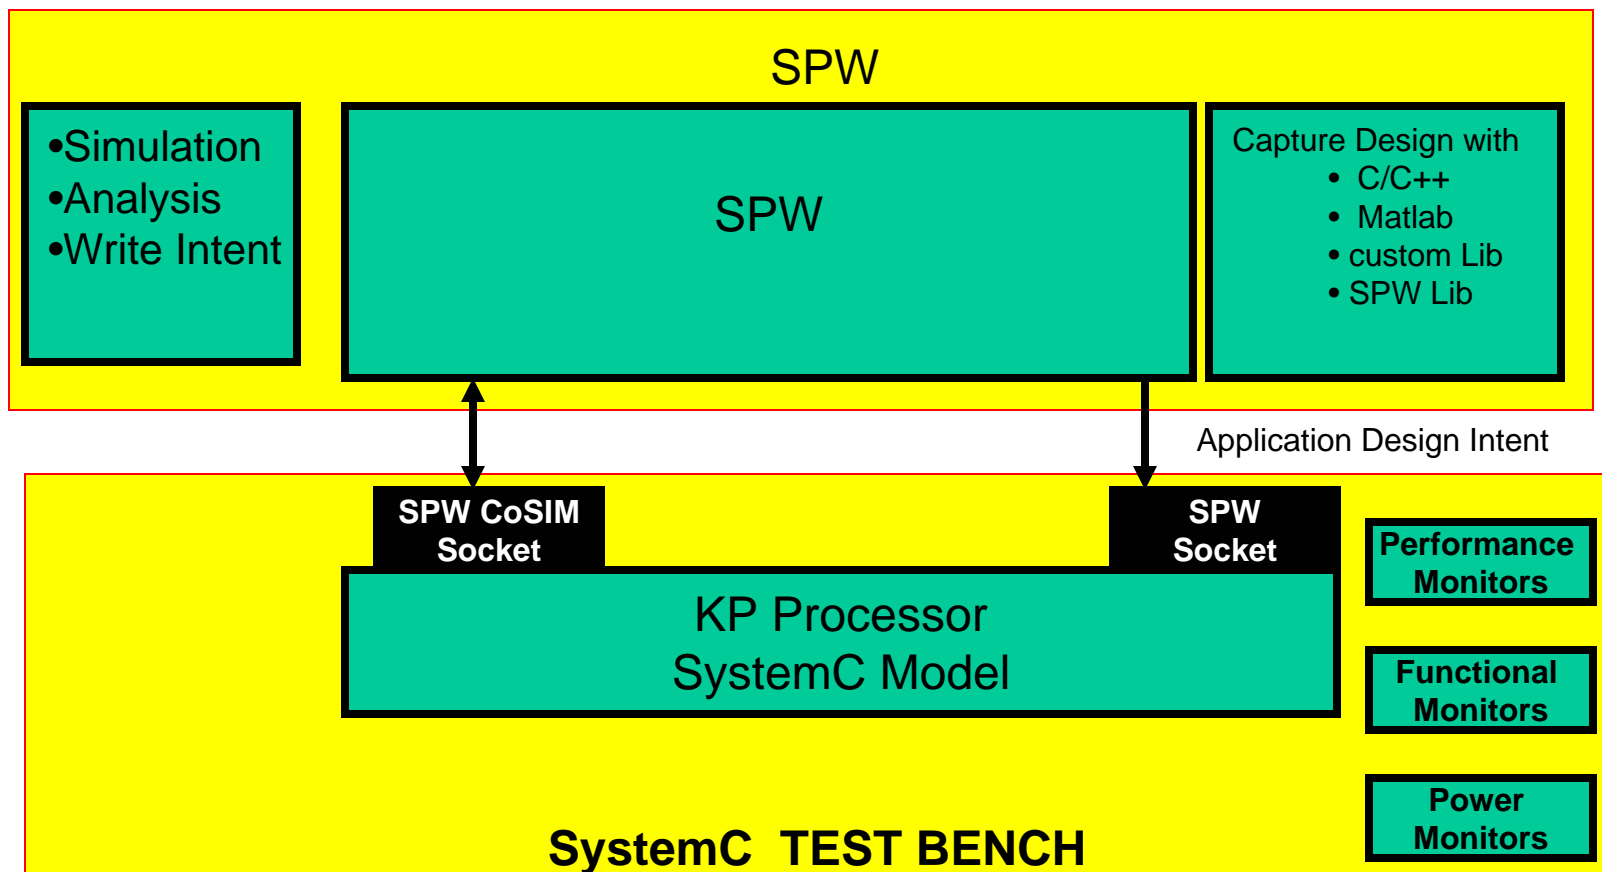 SPW
•Simulation
•Analysis
•Write Intent
SPW
Capture Design with
• C/C++
• Matlab
• custom Lib
• SPW Lib
Application Design Intent
SPW CoSIM
Socket
SPW
Socket
KP Processor
SystemC Model
Performance
Monitors
Functional
Monitors
Power
Monitors
SystemC TEST BENCH